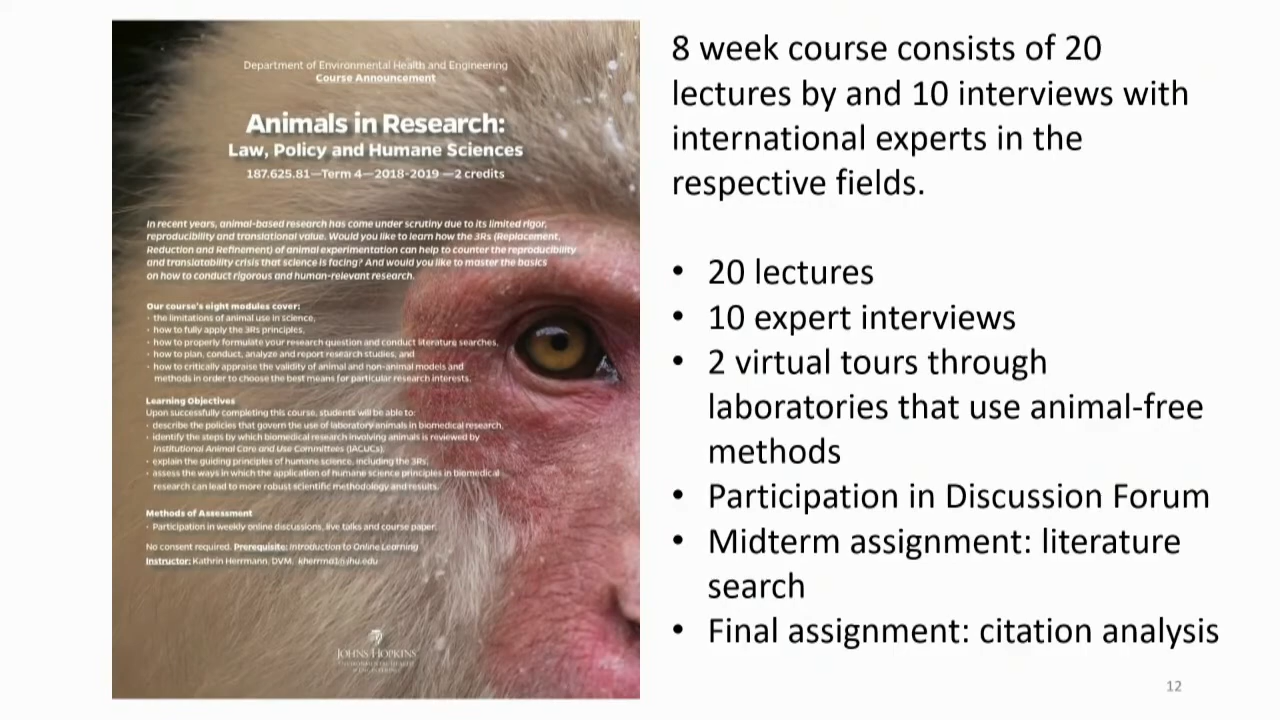 Department of Environmental Health and Engineering
Course Announcement
Animals in Research:
Law, Policy and Humane Sciences
187.625.81—Term 4—2018-2019 —2 credits
In recent years, animal-based research has come under scrutiny due to its limited rigor,
reproducibility and translational value. Would you like to learn how the 3Rs (Replacement,
Reduction and Refinement) of animal experimentation can help to counter the reproducibility
and translatability crisis that science is facing? And would you like to master the basics
on how to conduct rigorous and human-relevant research.
Our course's eight modules cover:
· the limitations of animal use in science,
· how to fully apply the 3Rs principles,
· how to properly formulate your research question and conduct literature searches,
· how to plan, conduct, analyze and report research studies, and
· how to critically appraise the validity of animal and non-animal models and
methods in order to choose the best means for particular research interests.
Learning Objectives
Upon successfully completing this course, students will be able to:
· describe the policies that govern the use of laboratory animals in biomedical research,
· identify the steps by which biomedical research involving animals is reviewed by
Institutional Animal Care and Use Committees (IACUCs),
· explain the guiding principles of humane science, including the 3Rs,
· assess the ways in which the application of humane science principles in biomedical
research can lead to more robust scientific methodology and results.
Methods of Assessment
· Participation in weekly online discussions, live talks and course paper.
No consent required. Prerequisite: Introduction to Online Learning
Instructor: Kathrin Herrmann, DVM,
JOHNS HOPKINS
8 week course consists of 20
lectures by and 10 interviews with
international experts in the
respective fields.
• 20 lectures
• 10 expert interviews
• 2 virtual tours through
laboratories that use animal-free
methods
• Participation in Discussion Forum
• Midterm assignment: literature
search
• Final assignment: citation analysis
12